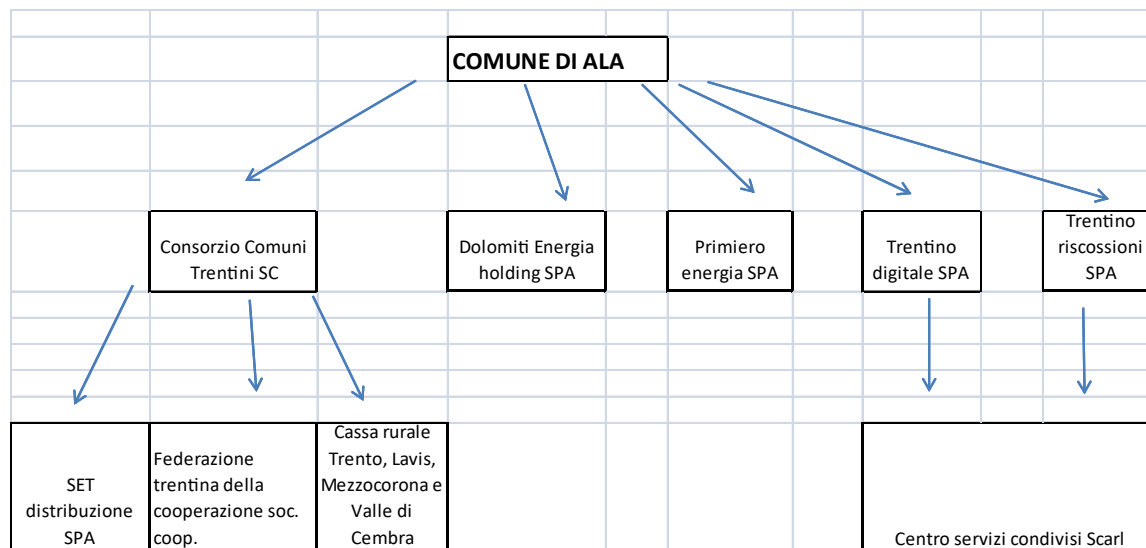 COMUNE DI ALA
Consorzio Comuni
Trentini SC
Dolomiti Energia
holding SPA
Primiero
energia SPA
Trentino
digitale SPA
Trentino
riscossioni
SPA
SET
distribuzione
SPA
Federazione
trentina della
cooperazione soc.
coop.
Cassa rurale
Trento, Lavis,
Mezzocorona e
Valle di
Cembra
Centro servizi condivisi Scarl